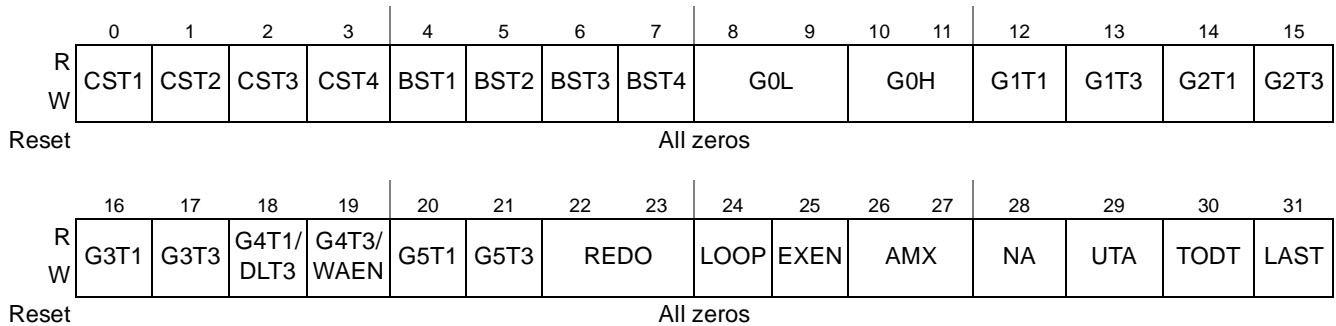 0 1 2 3 4 5 6 7 8 9 10 11 12 13 14 15
R
W
CST1 CST2 CST3 CST4 BST1 BST2 BST3 BST4 G0L G0H G1T1 G1T3 G2T1 G2T3
Reset All zeros
16 17 18 19 20 21 22 23 24 25 26 27 28 29 30 31
R
W
G3T1 G3T3 G4T1/ DLT3 G4T3/ WAEN G5T1 G5T3 REDO LOOP EXEN AMX NA UTA TODT LAST
Reset All zeros